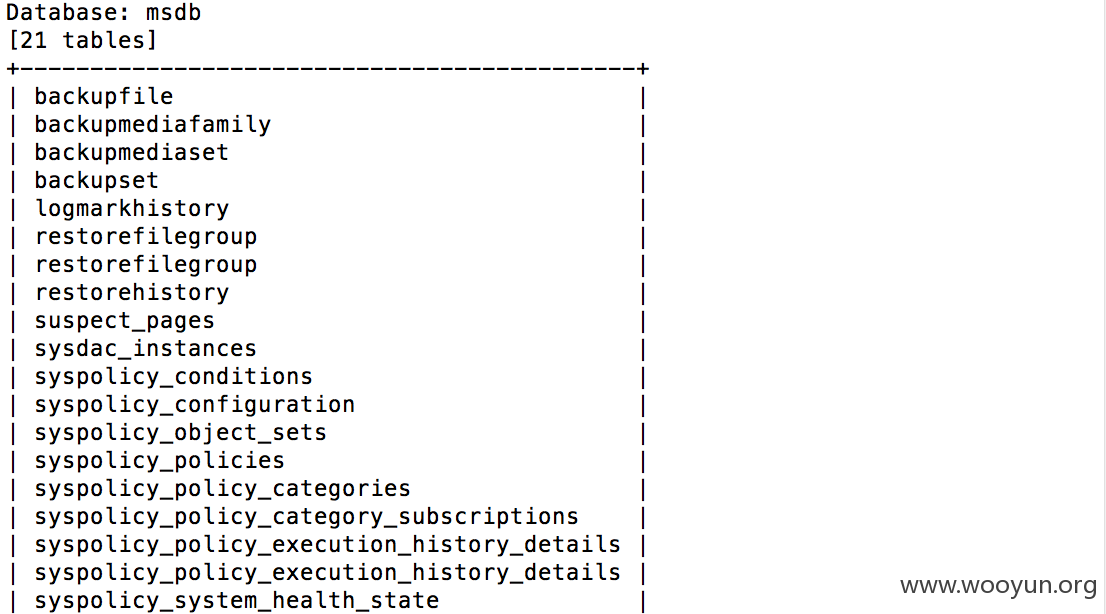 Database: msdb
[21 tables]
+--------------------------------------------+
| backupfile |
| backupmediafamily |
| backupmediaset |
| backupset |
| logmarkhistory |
| restorefilegroup |
| restorefilegroup |
| restorehistory |
| suspect_pages |
| sysdac_instances |
| syspolicy_conditions |
| syspolicy_configuration |
| syspolicy_object_sets |
| syspolicy_policies |
| syspolicy_policy_categories |
| syspolicy_policy_category_subscriptions |
| syspolicy_policy_execution_history_details |
| syspolicy_policy_execution_history_details |
| syspolicy_system_health_state |
www.wooyun.org